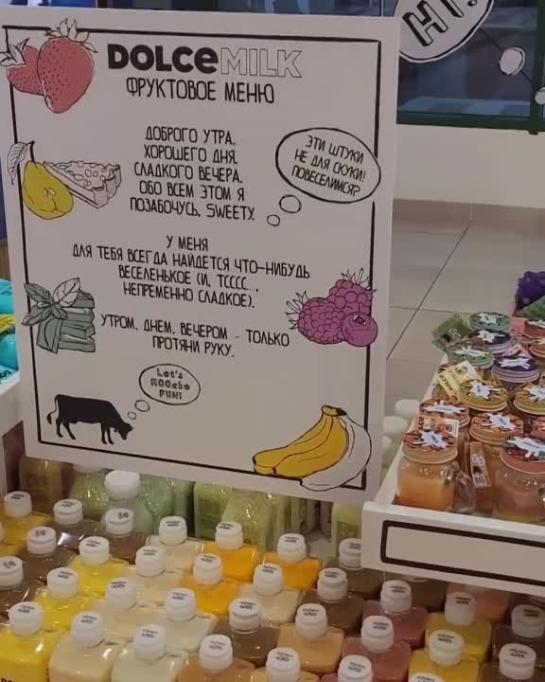 НТ!
DOLCE MILK
ФРУКТОВОЕ МЕНЮ
ДОБРОГО УТРА.
ХОРОШЕГО ДНЯ.
СЛАДКОГО ВЕЧЕРА.
ОБО ВСЕМ ЭТОМ Я
ПОЗАБОЧУСЬ, SWEETY.
ЭТИ ШТУКИ
НЕ ДЛЯ СКУКИ!
ПОВЕСЕЛИМСЯ?
У МЕНЯ
ДЛЯ ТЕБЯ ВСЕГДА НАЙДЕТСЯ ЧТО-НИБУДЬ
ВЕСЕЛЕНЬКОЕ (И, ТСССС...
НЕПРЕМЕННО СЛАДКОЕ).
УТРОМ, ДНЕМ, ВЕЧЕРОМ - ТОЛЬКО
ПРОТЯНИ РУКУ.
Let's
MOOcho
FUN!